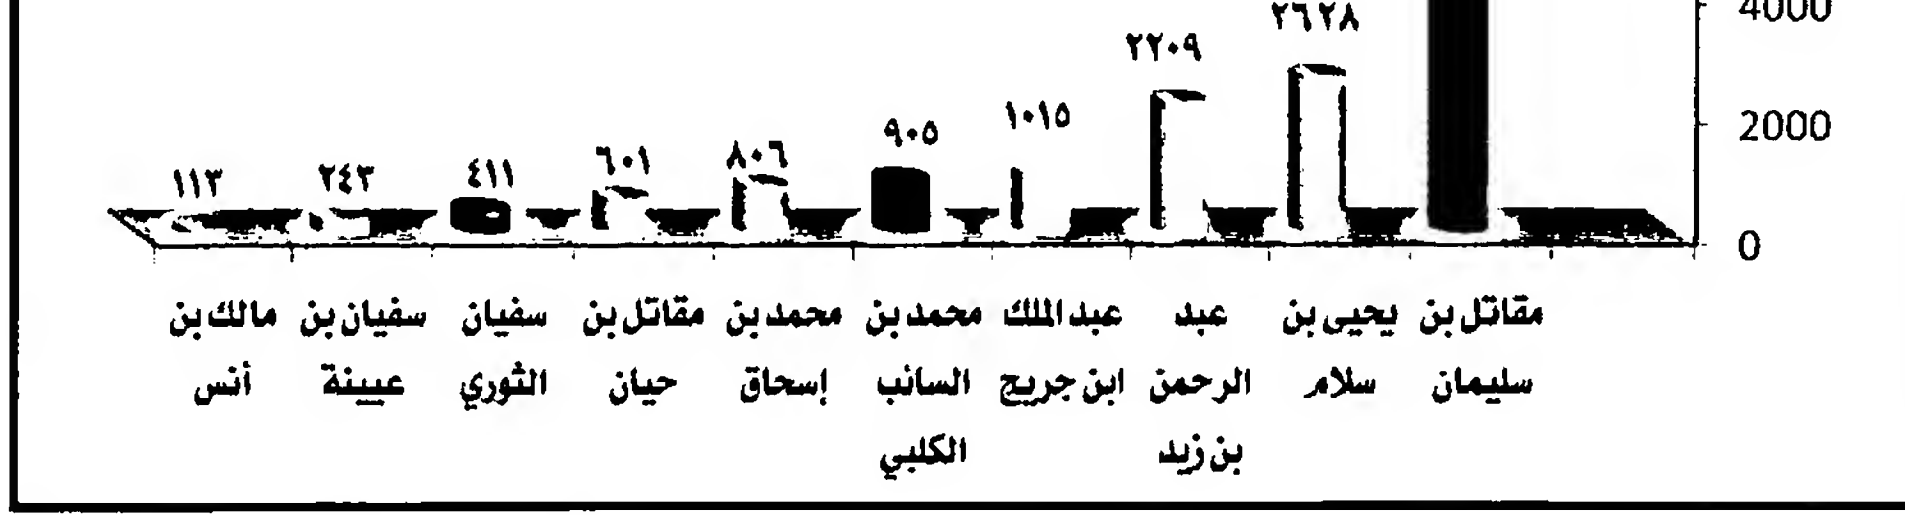 4000
٢٦٢٨
٢٢٠٩
2000
١٠١٥
٩٠٥
٨٠٦
٦٠١
٤١١
٢٤٣
١١٣
0
مقاتل بن
سليمان
يحيى بن
سلام
عبد
الرحمن
بن زيد
عبد الملك
ابن جريج
محمد بن
السائب
الكلبي
محمد بن
إسحاق
مقاتل بن
حيان
سفيان
الثوري
سفيان بن
عيينة
مالك بن
أنس